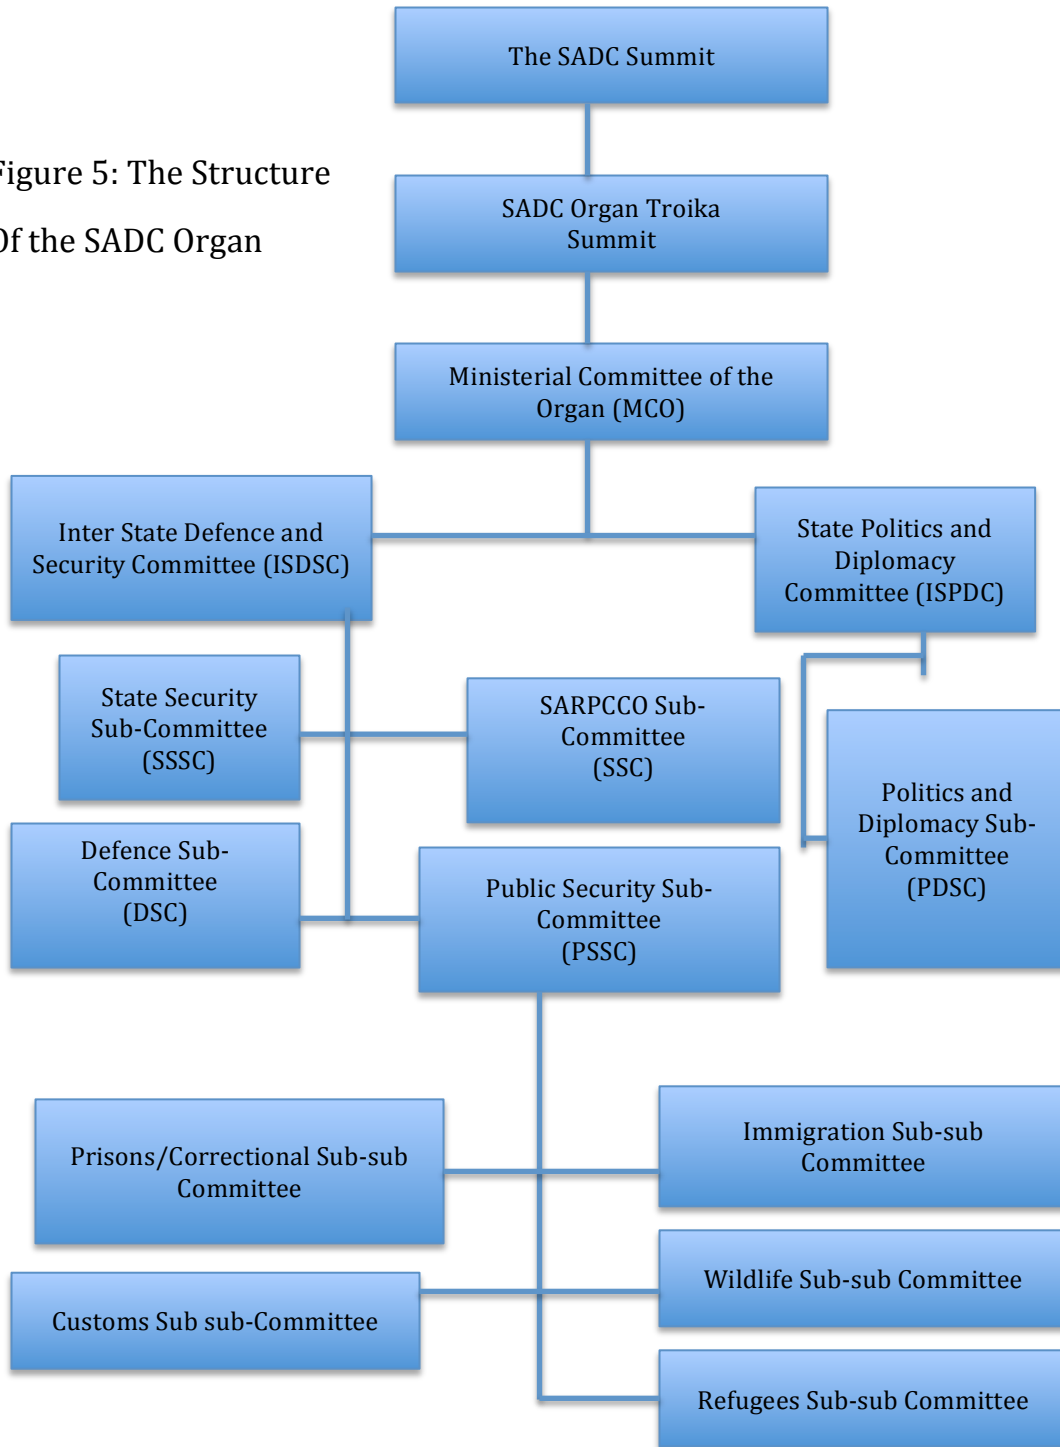 The SADC Summit
Figure 5: The Structure
Of the SADC Organ
SADC Organ Troika
Summit
Ministerial Committee of the
Organ (MCO)
Inter State Defence and
Security Committee (ISDSC)
State Politics and
Diplomacy
Committee (ISPDC)
State Security
Sub-Committee
(SSSC)
SARPCCO Sub-
Committee
(SSC)
Defence Sub-
Committee
(DSC)
Public Security Sub-
Committee
(PSSC)
Politics and
Diplomacy Sub-
Committee
(PDSC)
Prisons/Correctional Sub-sub
Committee
Immigration Sub-sub
Committee
Customs Sub sub-Committee
Wildlife Sub-sub Committee
Refugees Sub-sub Committee